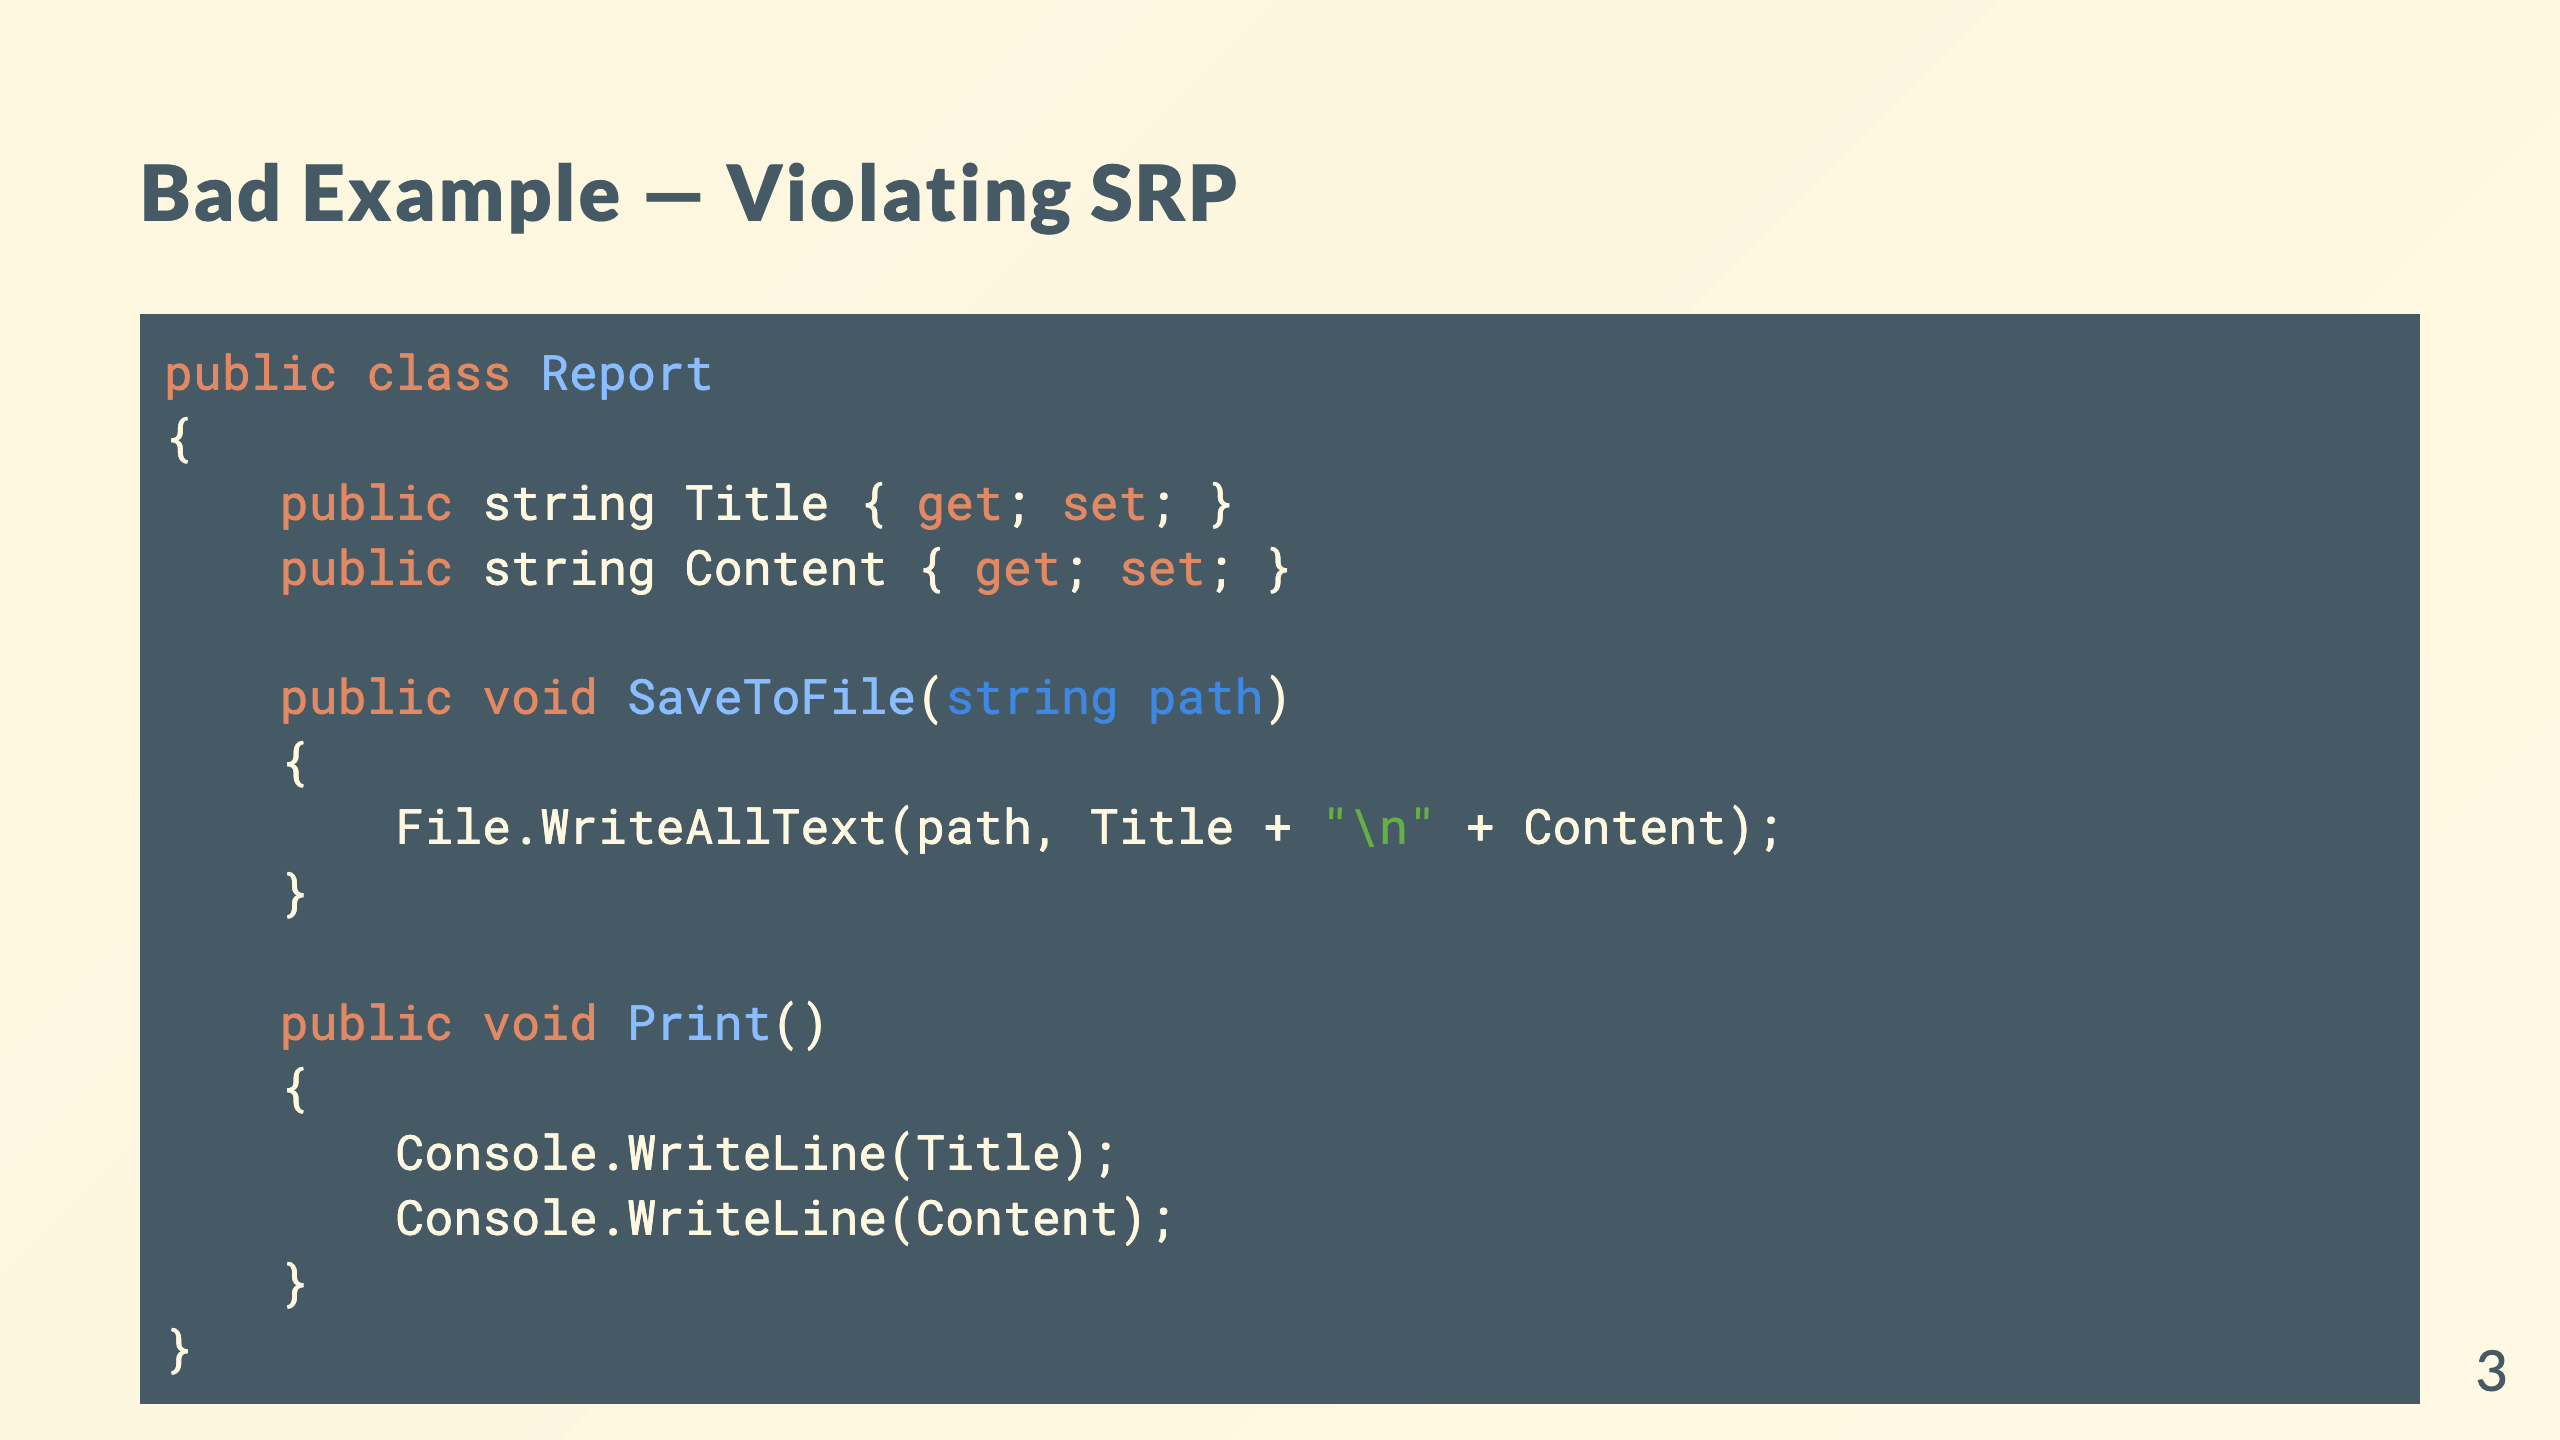 Bad Example — Violating SRP
public class Report
{
    public string Title { get; set; }
    public string Content { get; set; }

    public void SaveToFile(string path)
    {
        File.WriteAllText(path, Title + "\n" + Content);
    }

    public void Print()
    {
        Console.WriteLine(Title);
        Console.WriteLine(Content);
    }
}
3